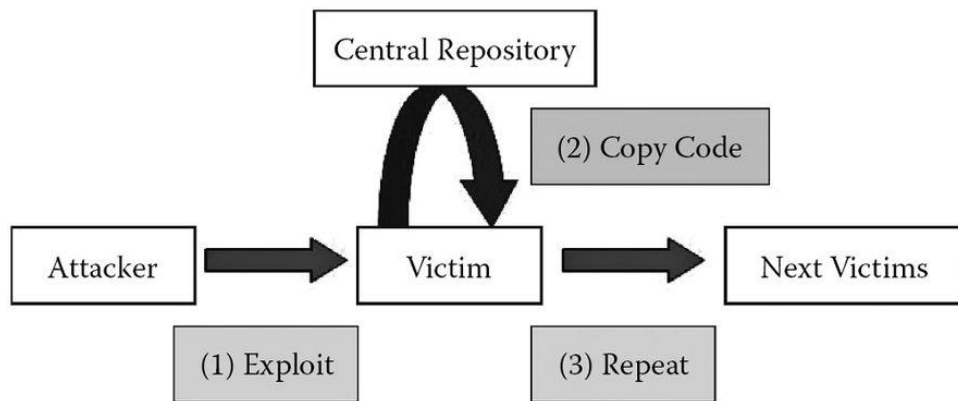 Central Repository
(2) Copy Code
Attacker
Victim
Next Victims
(1) Exploit
(3) Repeat